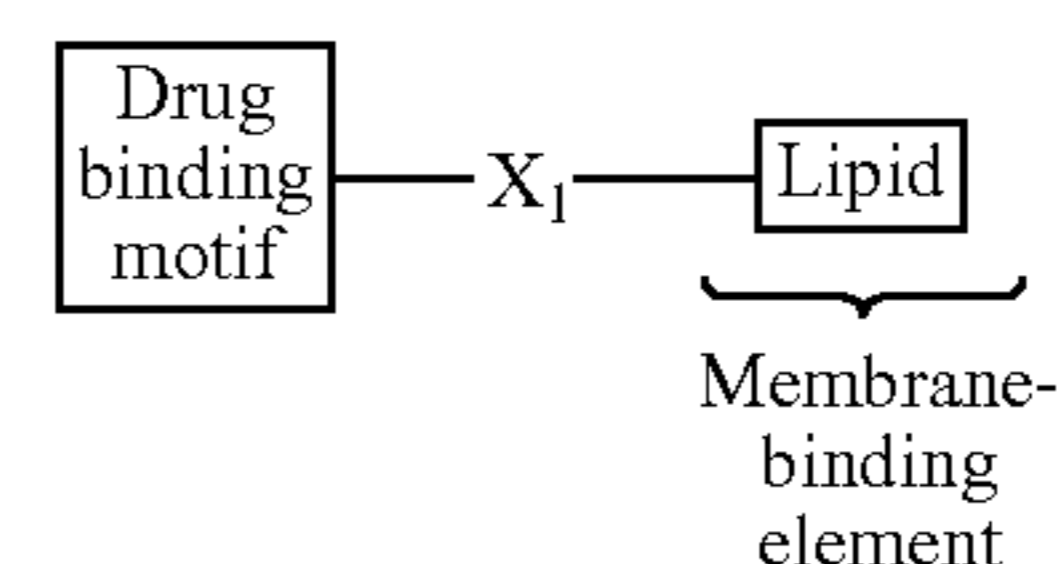 Drug
binding
motif
X₁
Lipid
Membrane-
binding
element